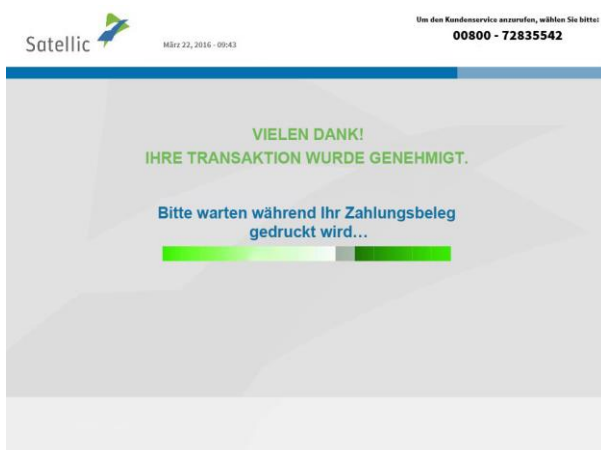 Um den Kundenservice anzurufen, wählen Sie bitte:
00800 - 72835542
Satellic
März 22, 2016 - 09:43
VIELEN DANK!
IHRE TRANSAKTION WURDE GENEHMIGT.
Bitte warten während Ihr Zahlungsbeleg
gedruckt wird...